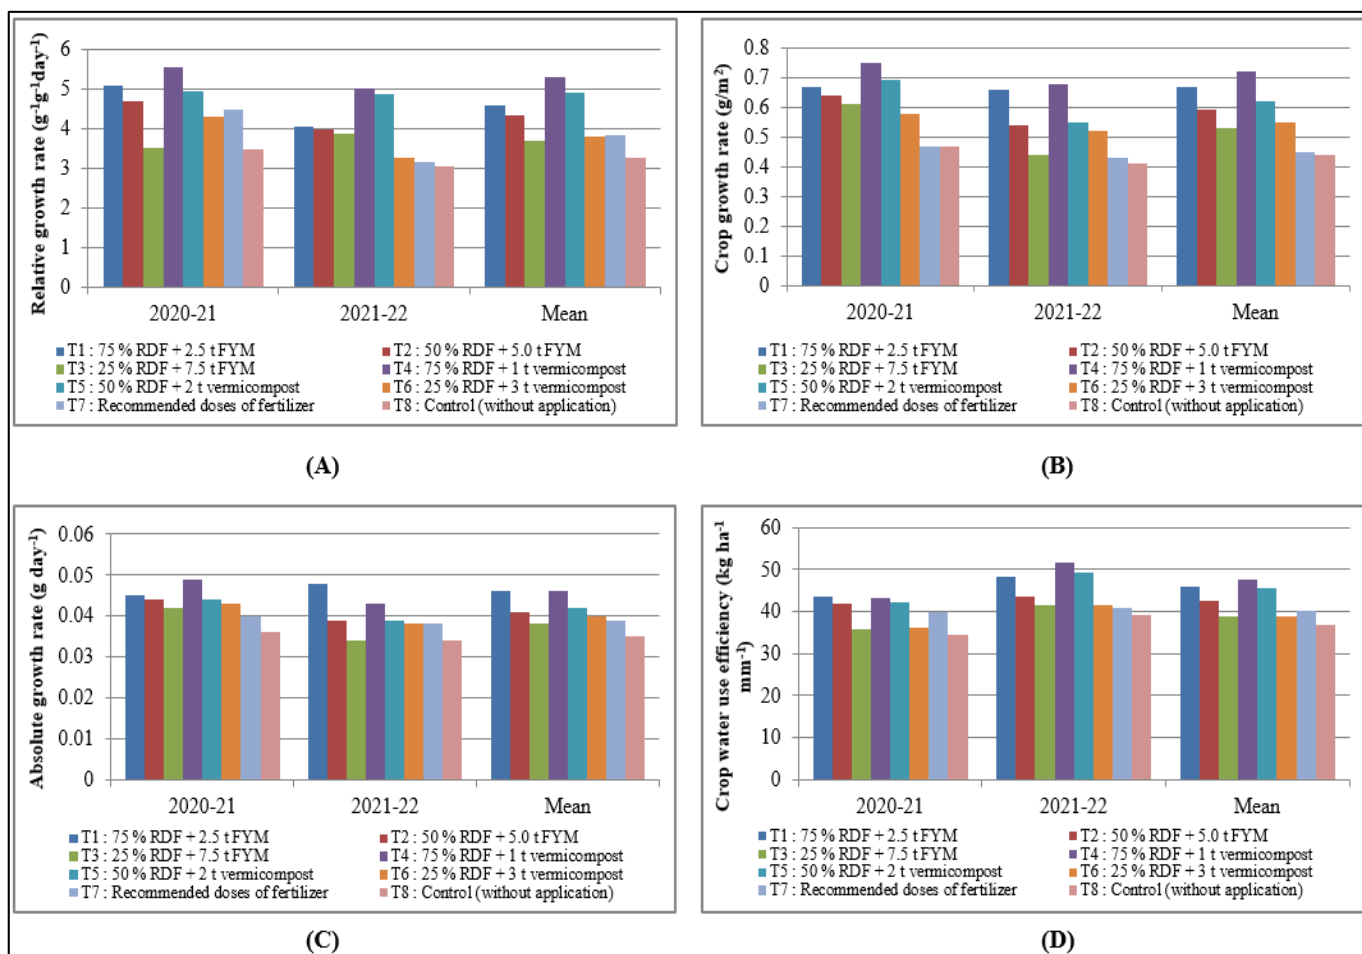 Relative growth rate (g⁻¹g⁻¹day⁻¹)
6
5
4
3
2
1
0
2020-21 2021-22 Mean
T1 : 75 % RDF + 2.5 t FYM T2 : 50 % RDF + 5.0 t FYM
T3 : 25 % RDF + 7.5 t FYM T4 : 75 % RDF + 1 t vermicompost
T5 : 50 % RDF + 2 t vermicompost T6 : 25 % RDF + 3 t vermicompost
T7 : Recommended doses of fertilizer T8 : Control (without application)
(A)
Crop growth rate (g/m²)
0.8
0.7
0.6
0.5
0.4
0.3
0.2
0.1
0
2020-21 2021-22 Mean
T1 : 75 % RDF + 2.5 t FYM T2 : 50 % RDF + 5.0 t FYM
T3 : 25 % RDF + 7.5 t FYM T4 : 75 % RDF + 1 t vermicompost
T5 : 50 % RDF + 2 t vermicompost T6 : 25 % RDF + 3 t vermicompost
T7 : Recommended doses of fertilizer T8 : Control (without application)
(B)
Absolute growth rate (g day⁻¹)
0.06
0.05
0.04
0.03
0.02
0.01
0
2020-21 2021-22 Mean
T1 : 75 % RDF + 2.5 t FYM T2 : 50 % RDF + 5.0 t FYM
T3 : 25 % RDF + 7.5 t FYM T4 : 75 % RDF + 1 t vermicompost
T5 : 50 % RDF + 2 t vermicompost T6 : 25 % RDF + 3 t vermicompost
T7 : Recommended doses of fertilizer T8 : Control (without application)
(C)
Crop water use efficiency (kg ha⁻¹
mm⁻¹)
60
50
40
30
20
10
0
2020-21 2021-22 Mean
T1 : 75 % RDF + 2.5 t FYM T2 : 50 % RDF + 5.0 t FYM
T3 : 25 % RDF + 7.5 t FYM T4 : 75 % RDF + 1 t vermicompost
T5 : 50 % RDF + 2 t vermicompost T6 : 25 % RDF + 3 t vermicompost
T7 : Recommended doses of fertilizer T8 : Control (without application)
(D)